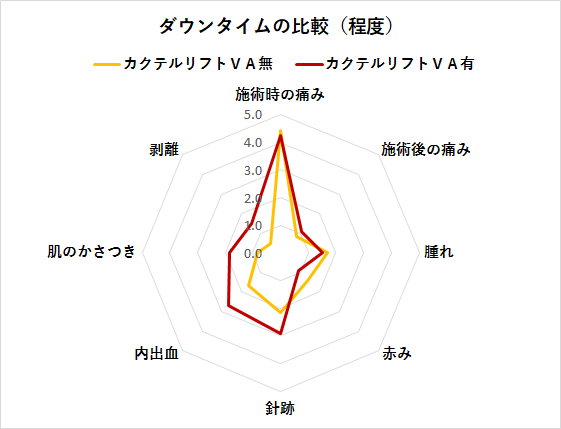 ダウンタイムの比較（程度）
カクテルリフトＶＡ無 カクテルリフトＶＡ有
施術時の痛み
5.0
4.0
3.0
2.0
1.0
0.0
施術後の痛み
腫れ
赤み
針跡
内出血
肌のかさつき
剥離